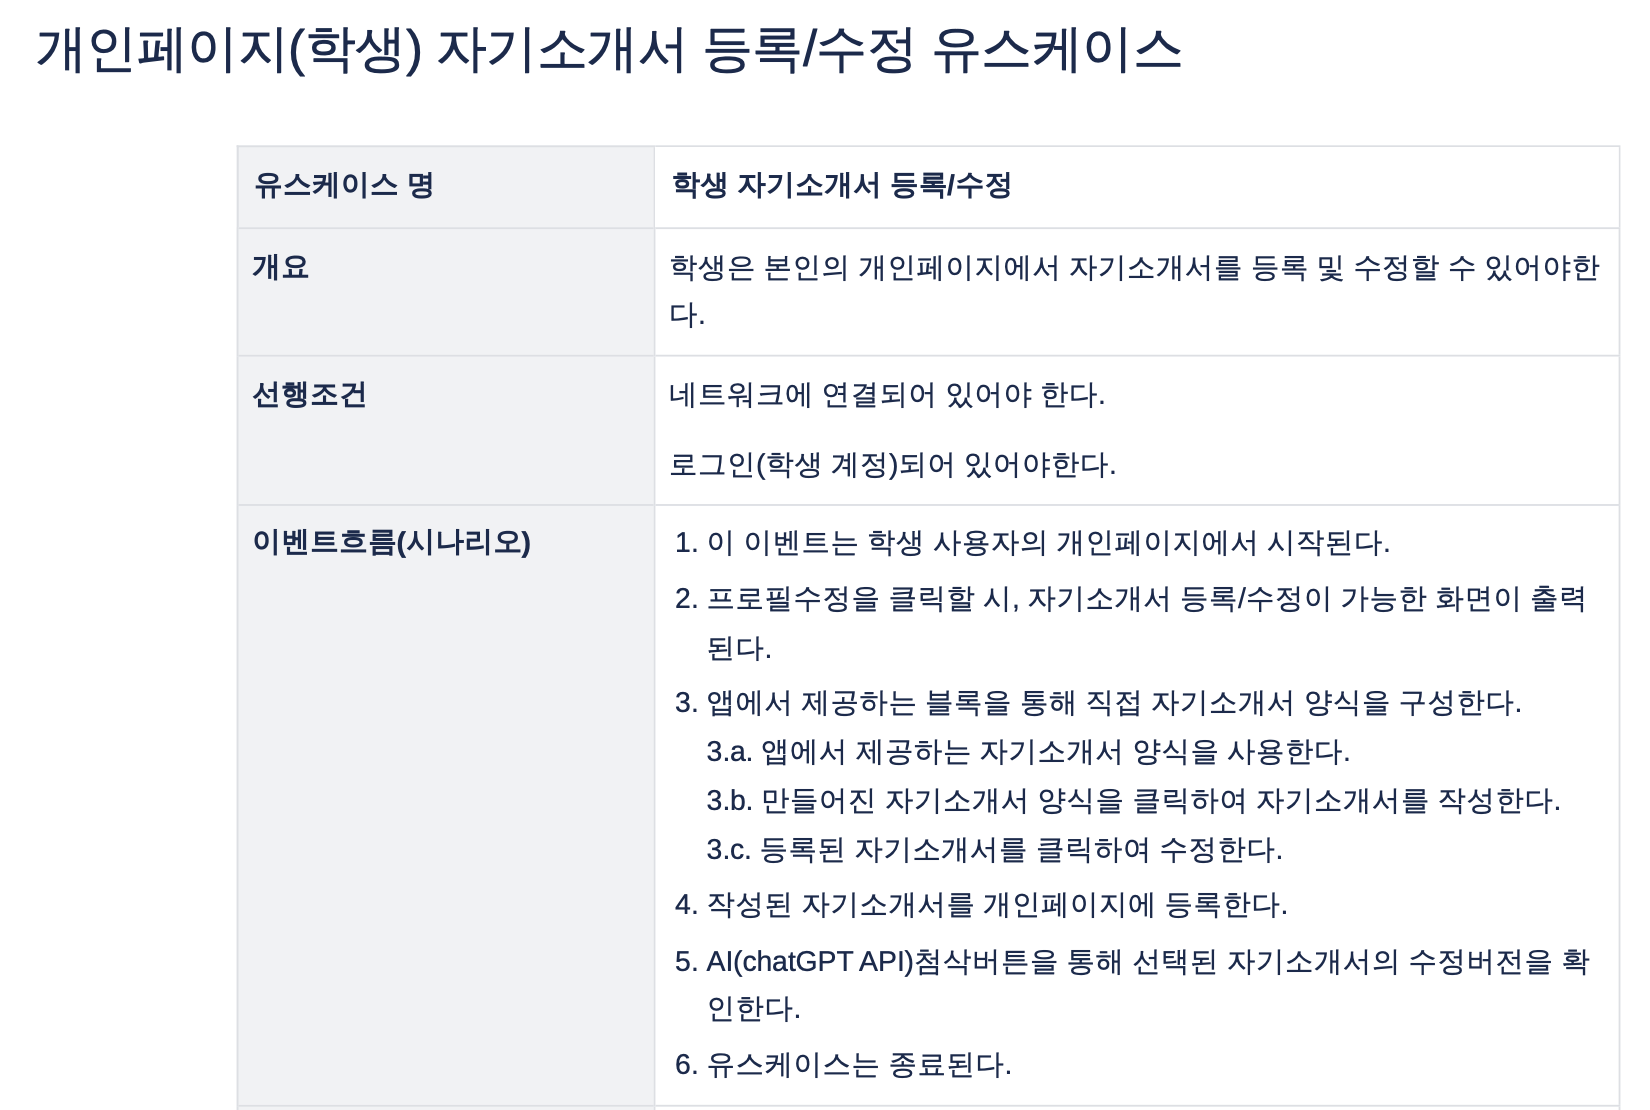 개인페이지(학생) 자기소개서 등록/수정 유스케이스
유스케이스 명
학생 자기소개서 등록/수정
개요
학생은 본인의 개인페이지에서 자기소개서를 등록 및 수정할 수 있어야한
다.
선행조건
네트워크에 연결되어 있어야 한다.
로그인(학생 계정)되어 있어야한다.
이벤트흐름(시나리오)
1. 이 이벤트는 학생 사용자의 개인페이지에서 시작된다.
2. 프로필수정을 클릭할 시, 자기소개서 등록/수정이 가능한 화면이 출력
된다.
3. 앱에서 제공하는 블록을 통해 직접 자기소개서 양식을 구성한다.
3.a. 앱에서 제공하는 자기소개서 양식을 사용한다.
3.b. 만들어진 자기소개서 양식을 클릭하여 자기소개서를 작성한다.
3.c. 등록된 자기소개서를 클릭하여 수정한다.
4. 작성된 자기소개서를 개인페이지에 등록한다.
5. AI(chatGPT API)첨삭버튼을 통해 선택된 자기소개서의 수정버전을 확
인한다.
6. 유스케이스는 종료된다.